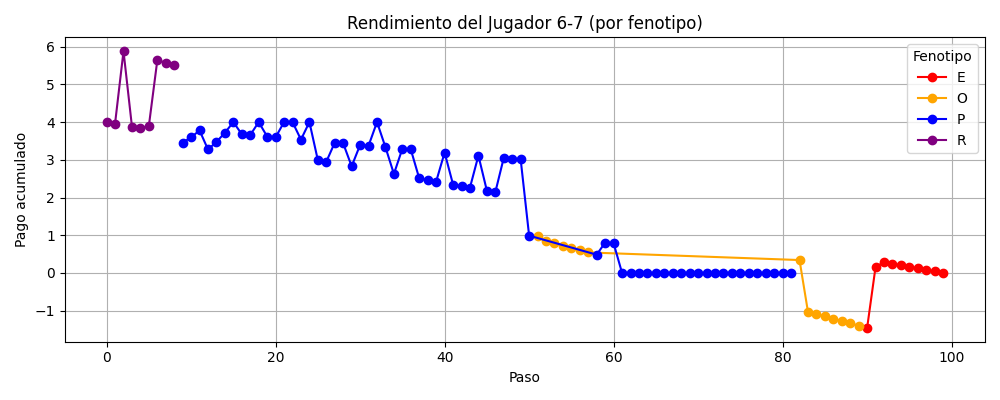 Rendimiento del Jugador 6-7 (por fenotipo)
Pago acumulado
6
5
4
3
2
1
0
−1
0
20
40
60
80
100
Paso
Fenotipo
E
O
P
R